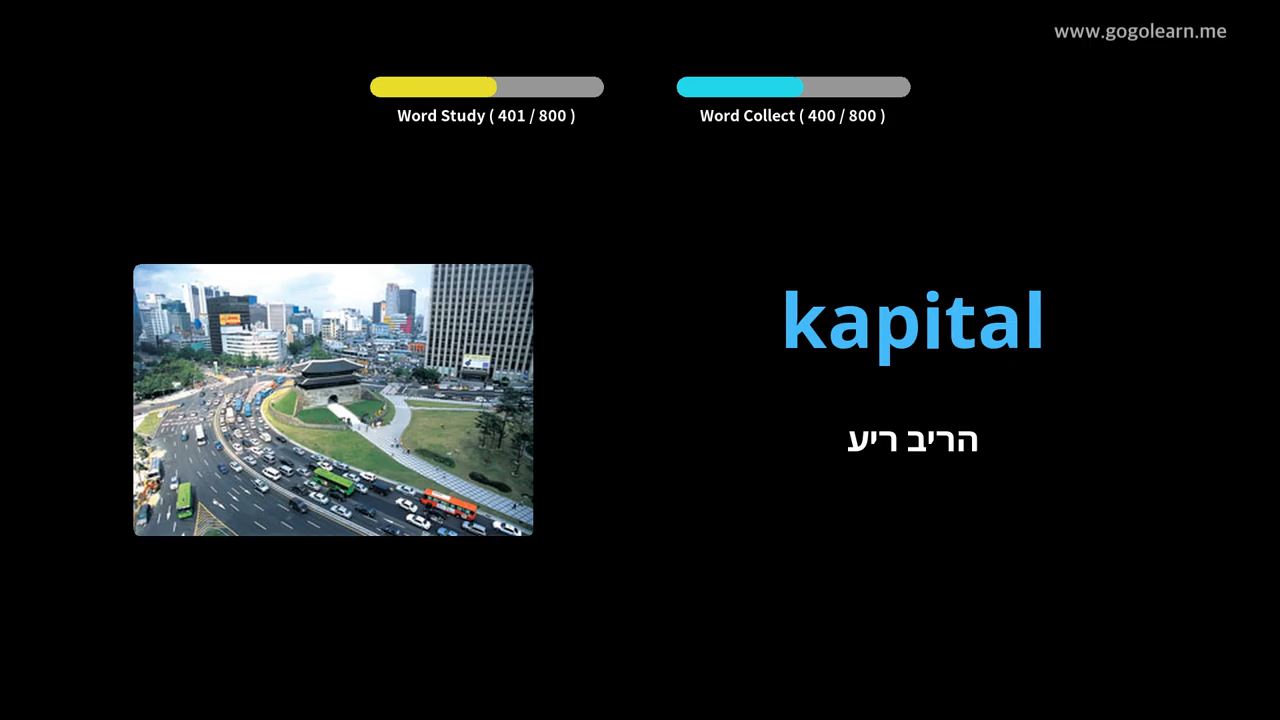 www.gogolearn.me
Word Study ( 401 / 800 )
Word Collect ( 400 / 800 )
kapital
הריב ריע